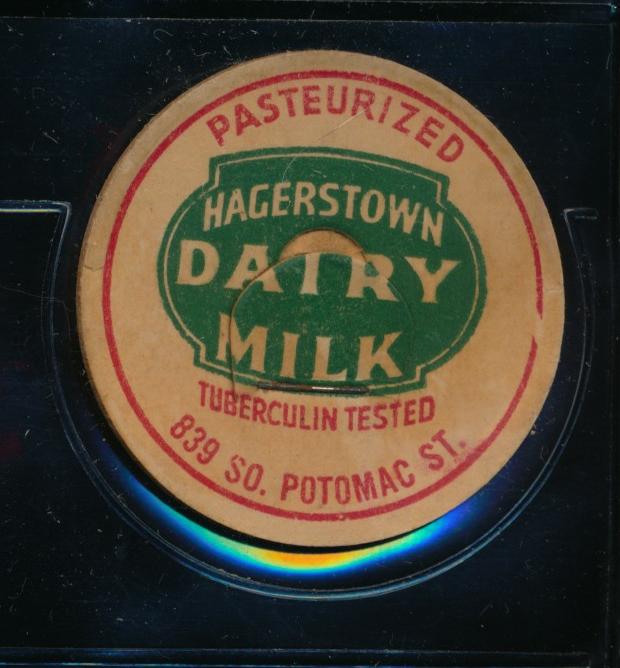 PASTEURIZED
HAGERSTOWN
DAIRY
MILK
TUBERCULIN TESTED
839 SO. POTOMAC ST.